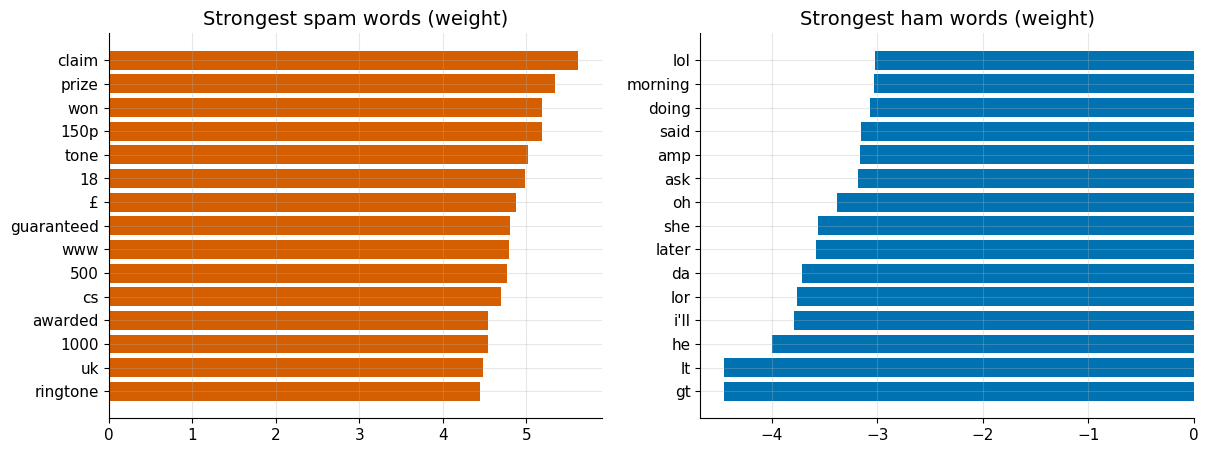 Strongest spam words (weight)
claim
prize
won
150p
tone
18
£
guaranteed
www
500
cs
awarded
1000
uk
ringtone
0 1 2 3 4 5
Strongest ham words (weight)
lol
morning
doing
said
amp
ask
oh
she
later
da
lor
i'll
he
lt
gt
−4 −3 −2 −1 0